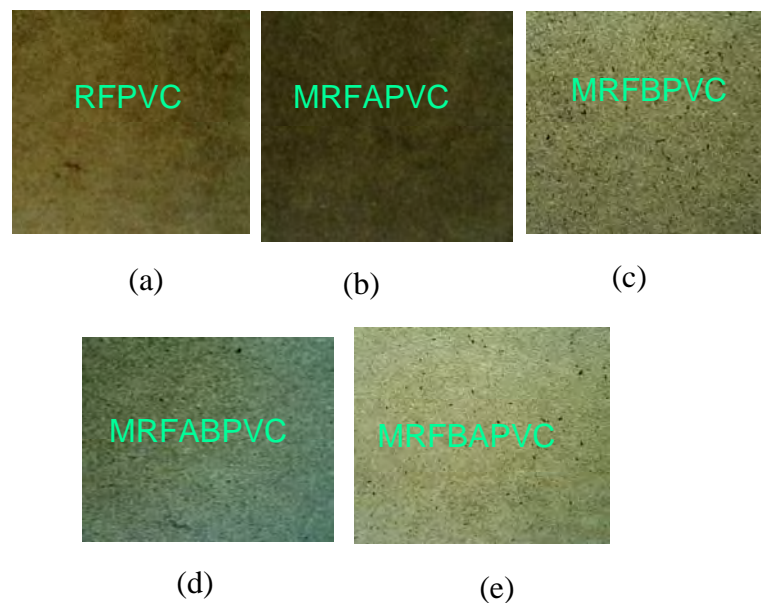 RFPVC
MRFAPVC
MRFBPVC
(a)
(b)
(c)
MRFABPVC
MRFBAPVC
(d)
(e)